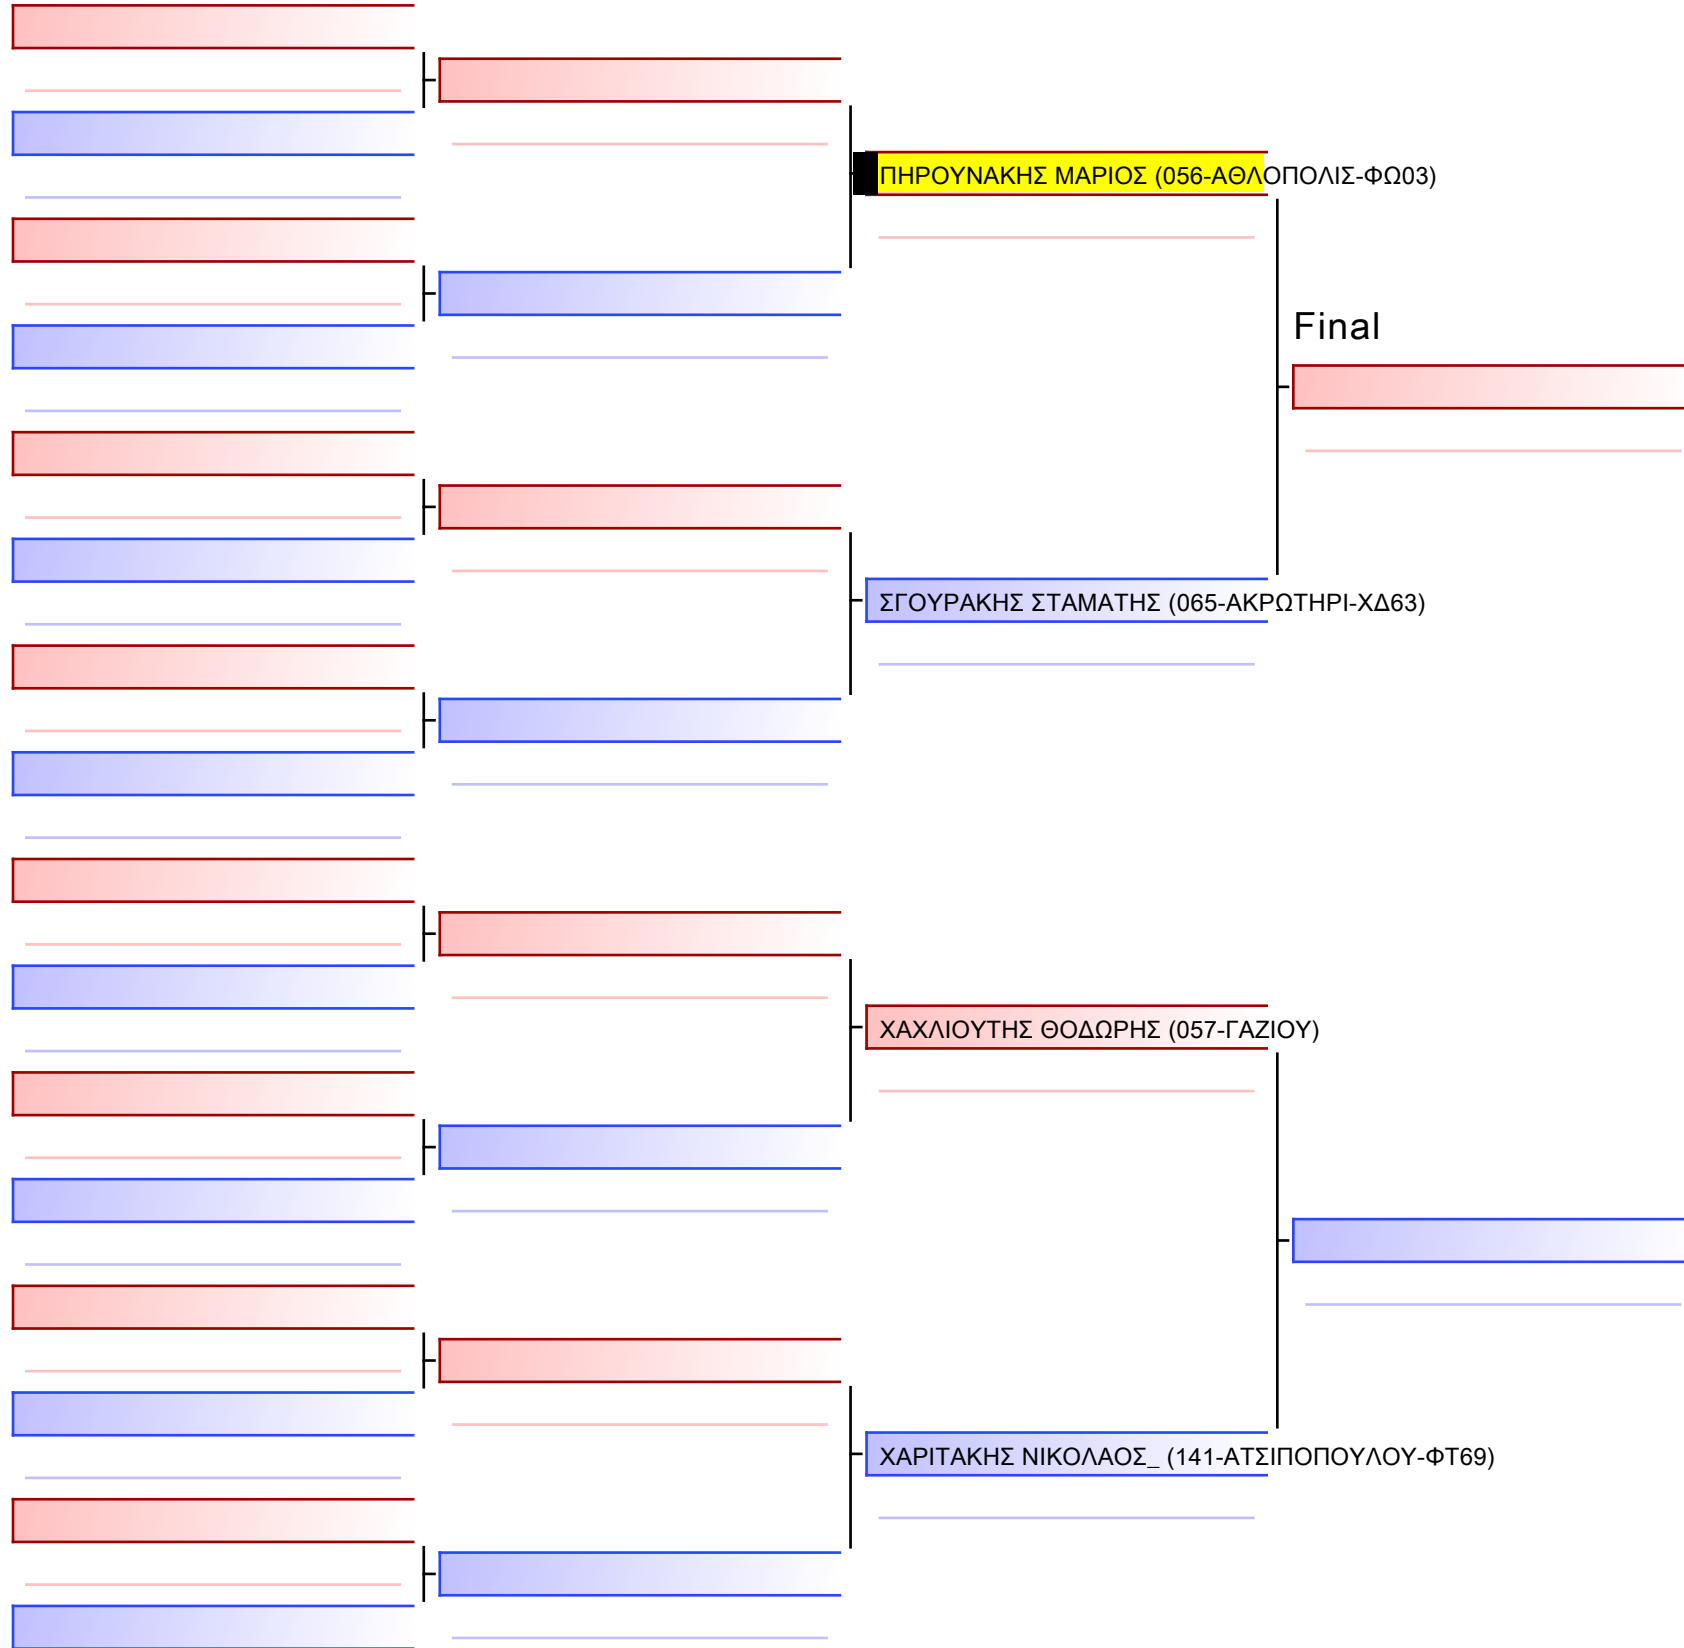 ΠΗΡΟΥΝΑΚΗΣ ΜΑΡΙΟΣ (056-ΑΘΛΟΠΟΛΙΣ-ΦΩ03)
Final
ΣΓΟΥΡΑΚΗΣ ΣΤΑΜΑΤΗΣ (065-ΑΚΡΩΤΗΡΙ-ΧΔ63)
ΧΑΧΛΙΟΥΤΗΣ ΘΟΔΩΡΗΣ (057-ΓΑΖΙΟΥ)
ΧΑΡΙΤΑΚΗΣ ΝΙΚΟΛΑΟΣ_ (141-ΑΤΣΙΠΟΠΟΥΛΟΥ-ΦΤ69)